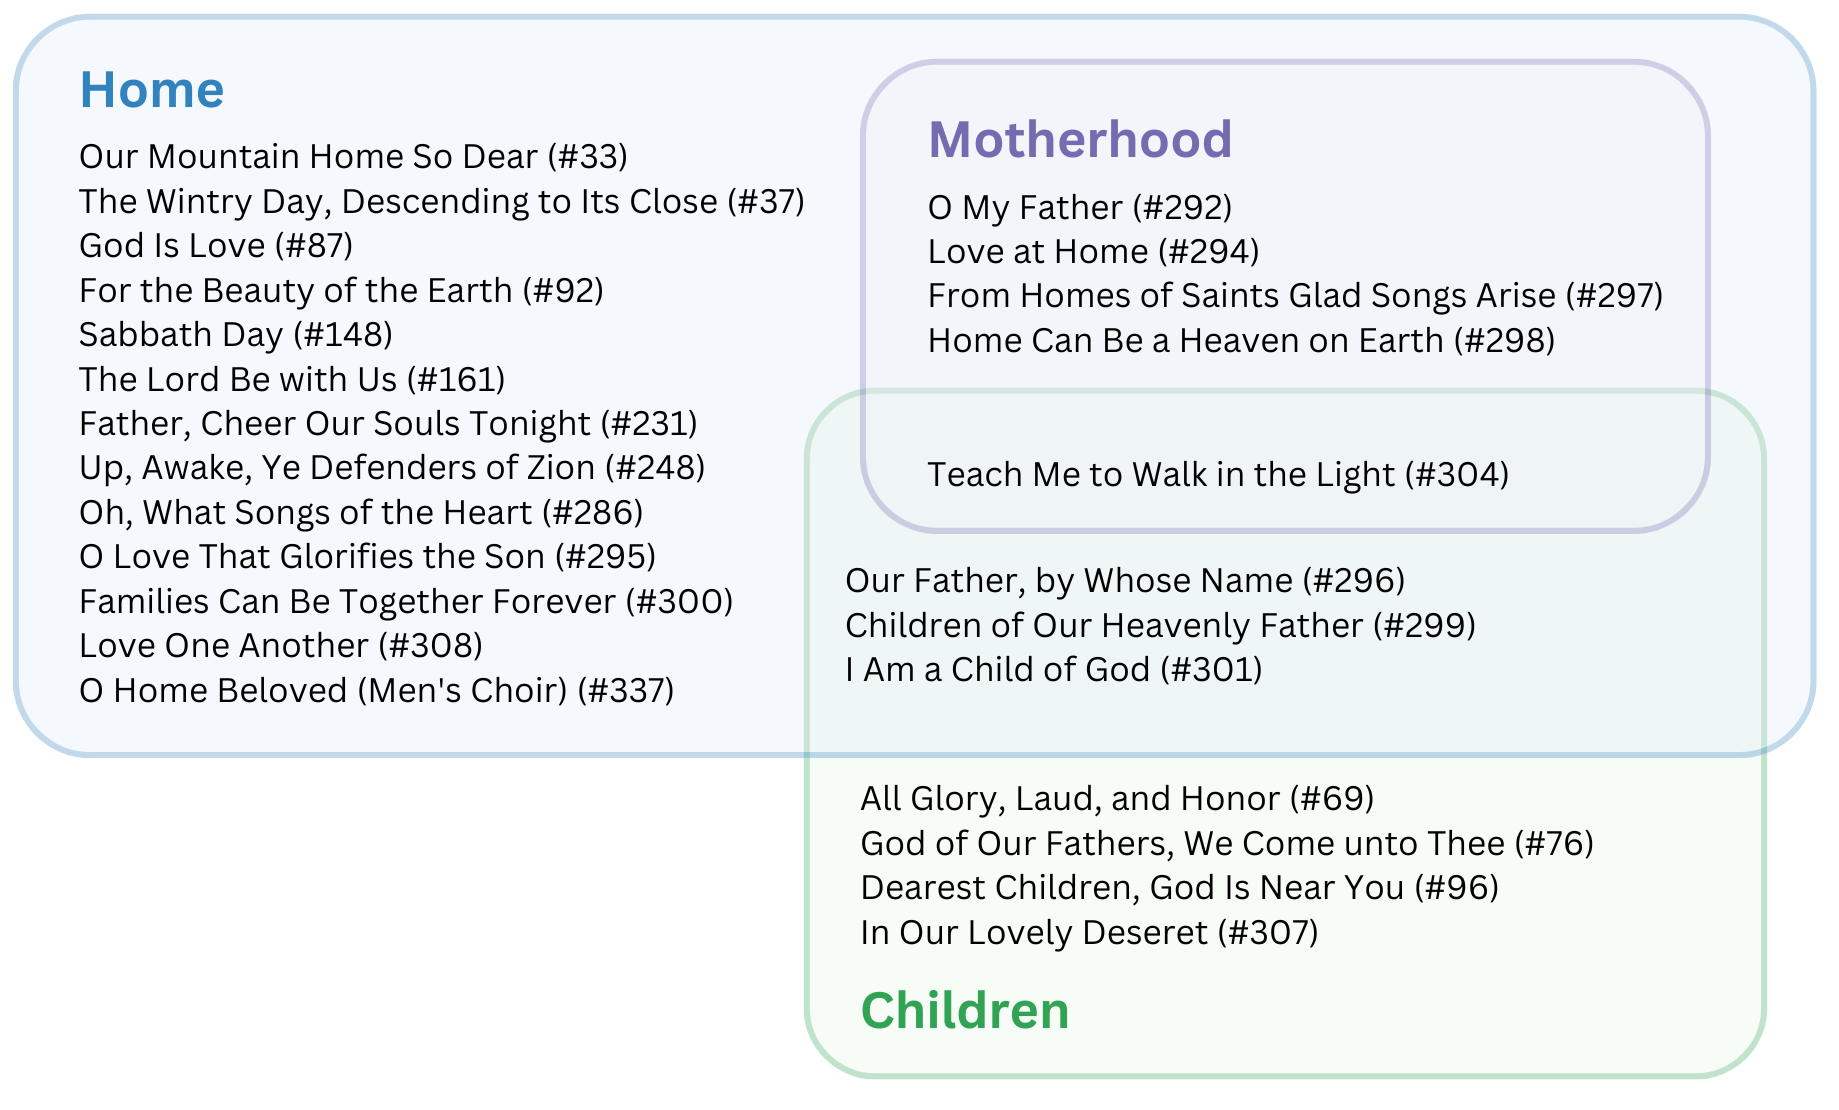 Home
Our Mountain Home So Dear (#33)
The Wintry Day, Descending to Its Close (#37)
God Is Love (#87)
For the Beauty of the Earth (#92)
Sabbath Day (#148)
The Lord Be with Us (#161)
Father, Cheer Our Souls Tonight (#231)
Up, Awake, Ye Defenders of Zion (#248)
Oh, What Songs of the Heart (#286)
O Love That Glorifies the Son (#295)
Families Can Be Together Forever (#300)
Love One Another (#308)
O Home Beloved (Men's Choir) (#337)
Motherhood
O My Father (#292)
Love at Home (#294)
From Homes of Saints Glad Songs Arise (#297)
Home Can Be a Heaven on Earth (#298)
Teach Me to Walk in the Light (#304)
Our Father, by Whose Name (#296)
Children of Our Heavenly Father (#299)
I Am a Child of God (#301)
All Glory, Laud, and Honor (#69)
God of Our Fathers, We Come unto Thee (#76)
Dearest Children, God Is Near You (#96)
In Our Lovely Deseret (#307)
Children